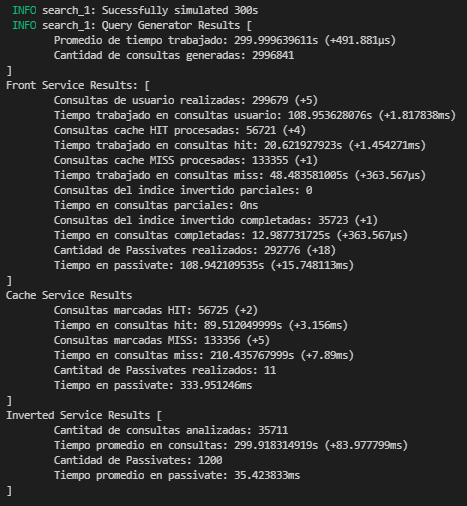 INFO search_1: Sucessfully simulated 300s
INFO search_1: Query Generator Results [
Promedio de tiempo trabajado: 299.999639611s (+491.881µs)
Cantidad de consultas generadas: 2996841
]
Front Service Results: [
Consultas de usuario realizadas: 299679 (+5)
Tiempo trabajado en consultas usuario: 108.953628076s (+1.817838ms)
Consultas cache HIT procesadas: 56721 (+4)
Tiempo trabajado en consultas hit: 20.621927923s (+1.454271ms)
Consultas cache MISS procesadas: 133355 (+1)
Tiempo trabajado en consultas miss: 48.483581005s (+363.567µs)
Consultas del indice invertido parciales: 0
Tiempo en consultas parciales: 0ns
Consultas del indice invertido completadas: 35723 (+1)
Tiempo en consultas completadas: 12.987731725s (+363.567µs)
Cantidad de Passivates realizados: 292776 (+18)
Tiempo en passivate: 108.942109535s (+15.748113ms)
]
Cache Service Results
Consultas marcadas HIT: 56725 (+2)
Tiempo en consultas hit: 89.512049999s (+3.156ms)
Consultas marcadas MISS: 133356 (+5)
Tiempo en consultas miss: 210.435767999s (+7.89ms)
Cantitad de Passivates realizados: 11
Tiempo en passivate: 333.951246ms
]
Inverted Service Results [
Cantitad de consultas analizadas: 35711
Tiempo promedio en consultas: 299.918314919s (+83.977799ms)
Cantidad de Passivates: 1200
Tiempo promedio en passivate: 35.423833ms
]